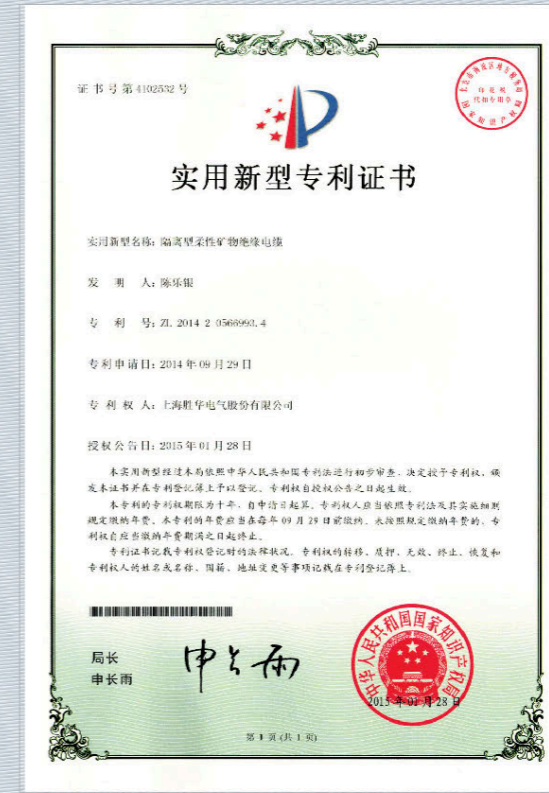 证书号第4102532号
实用新型专利证书
实用新型名称：隔离型柔性矿物绝缘电缆
发 明 人：陈乐银
专 利 号：ZL 2014 2 0566993.4
专利申请日：2014年09月29日
专 利 权 人：上海胜华电气股份有限公司
授权公告日：2015年01月28日
本实用新型经过本局依照中华人民共和国专利法进行初步审查，决定授予专利权，颁
发本证书并在专利登记簿上予以登记。专利权自授权公告之日起生效。
本专利的专利权期限为十年，自申请日起算。专利权人应当依照专利法及其实施细则
规定缴纳年费。本专利的年费应当在每年09月29日前缴纳。未按照规定缴纳年费的，专
利权自应当缴纳年费期满之日起终止。
专利证书记载专利权登记时的法律状况。专利权的转移、质押、无效、终止、恢复和
专利权人的姓名或名称、国籍、地址变更等事项记载在专利登记簿上。
局长
申长雨
申长雨
中华人民共和国国家知识产权局
2015年01月28日
第1页(共1页)